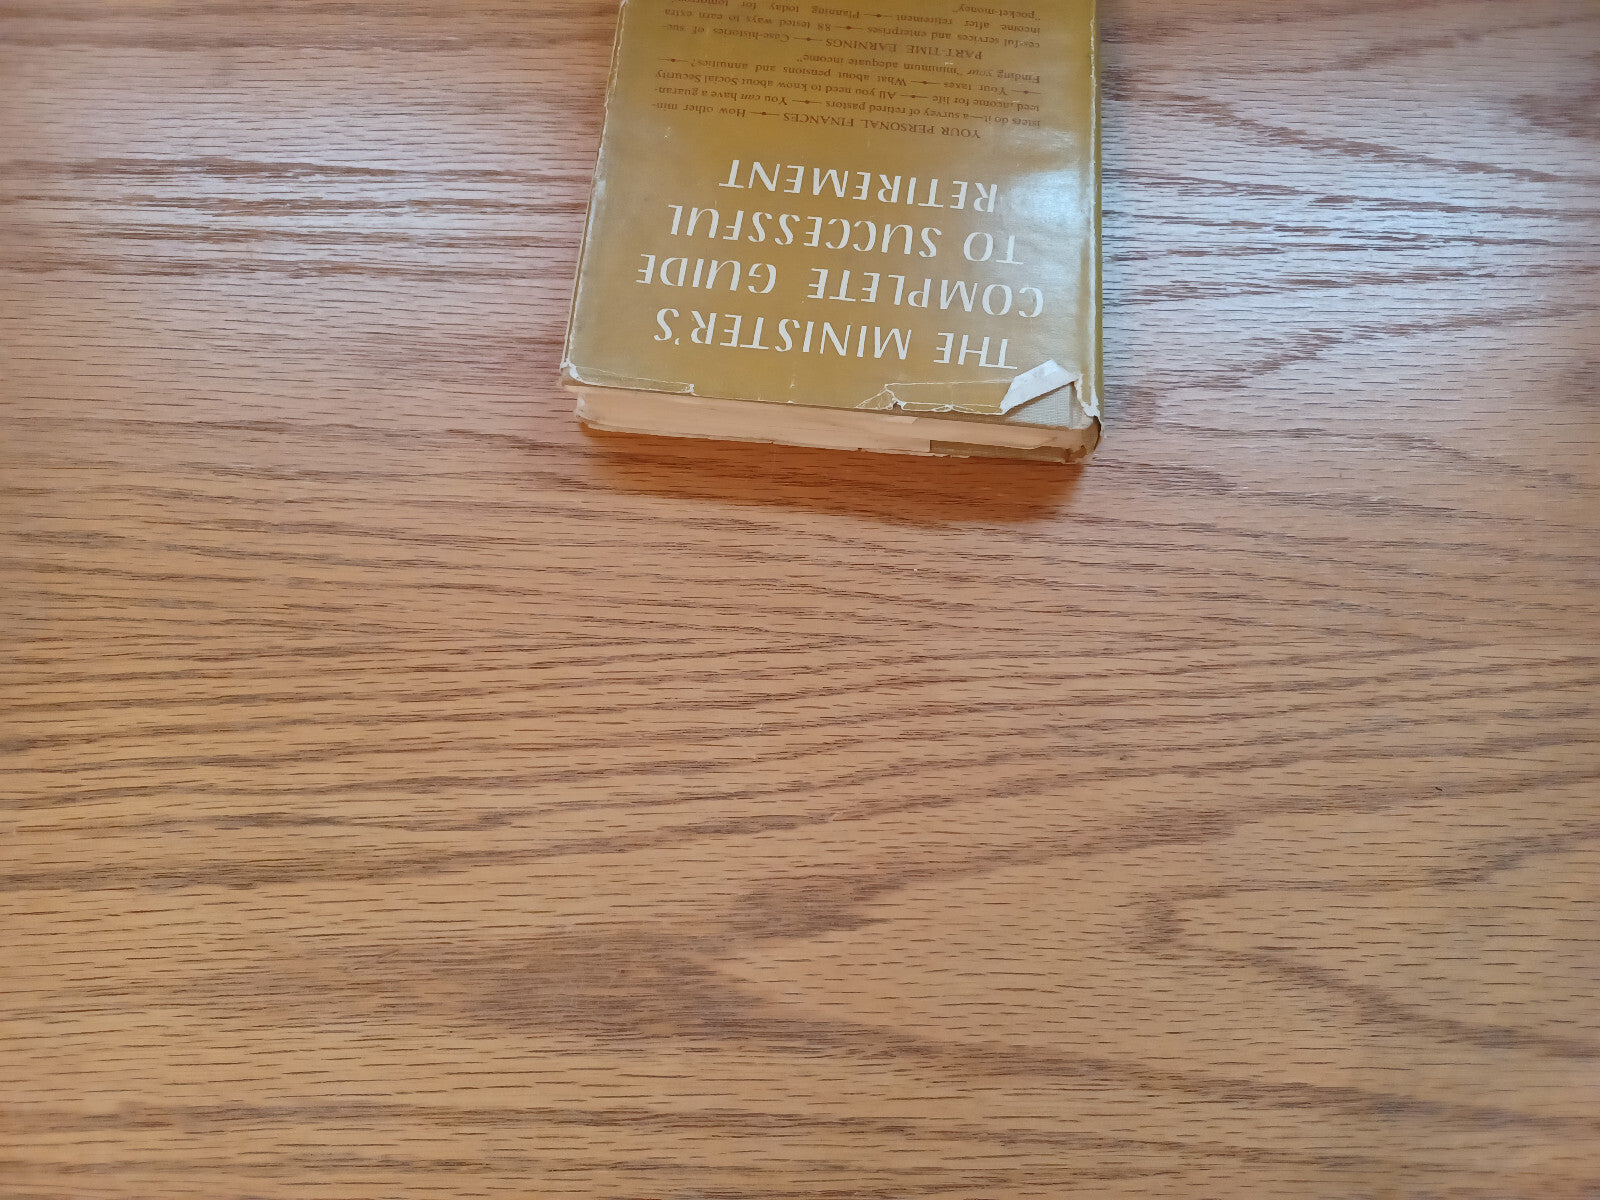 THE MINISTER'S
COMPLETE GUIDE
TO SUCCESSFUL
RETIREMENT
YOUR PERSONAL FINANCES — How other min-
isters do it—a survey of retired pastors — You can have a guaran-
teed income for life — All you need to know about Social Security
— Your taxes — What about pensions and annuities? —
Finding your "minimum adequate income"
PART-TIME EARNINGS — Case-histories of suc-
cess-ful services and enterprises — 88 tested ways to earn extra
income after retirement — Planning today for tomorrow's
"pocket-money"